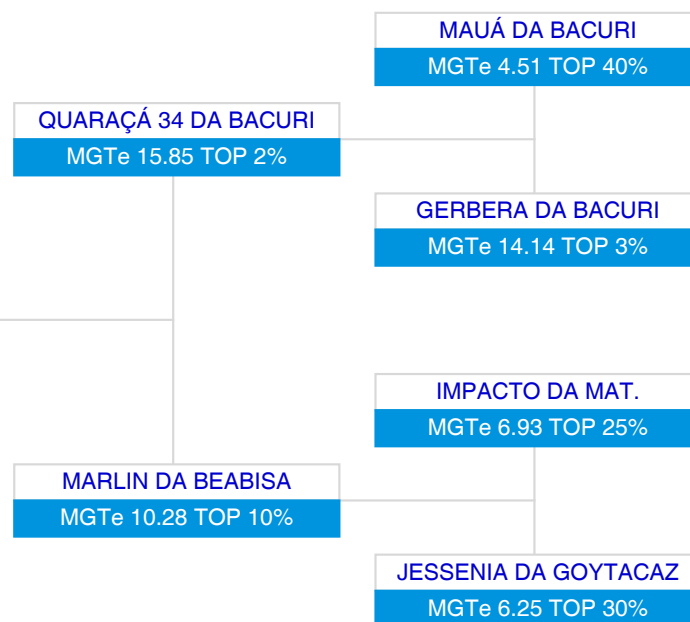 MAUÁ DA BACURI
MGTe 4.51 TOP 40%
QUARAÇÁ 34 DA BACURI
MGTe 15.85 TOP 2%
GERBERA DA BACURI
MGTe 14.14 TOP 3%
IMPACTO DA MAT.
MGTe 6.93 TOP 25%
MARLIN DA BEABISA
MGTe 10.28 TOP 10%
JESSENIA DA GOYTACAZ
MGTe 6.25 TOP 30%